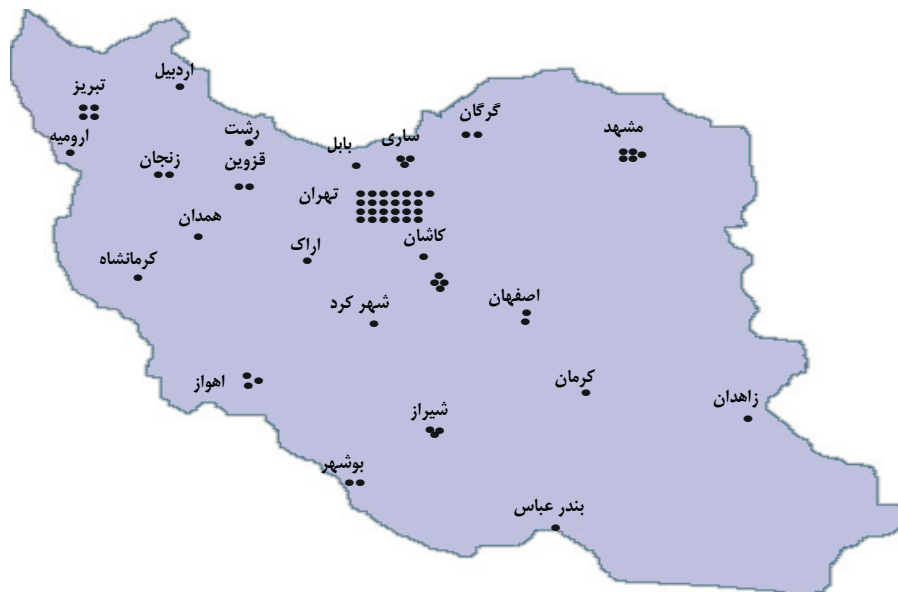 اردبیل
تبریز
گرگان
رشت
ساری
مشهد
ارومیه
بابل
زنجان
قزوین
تهران
همدان
کاشان
اراک
کرمانشاه
اصفهان
شهر کرد
اهواز
کرمان
زاهدان
شیراز
بوشهر
بندر عباس